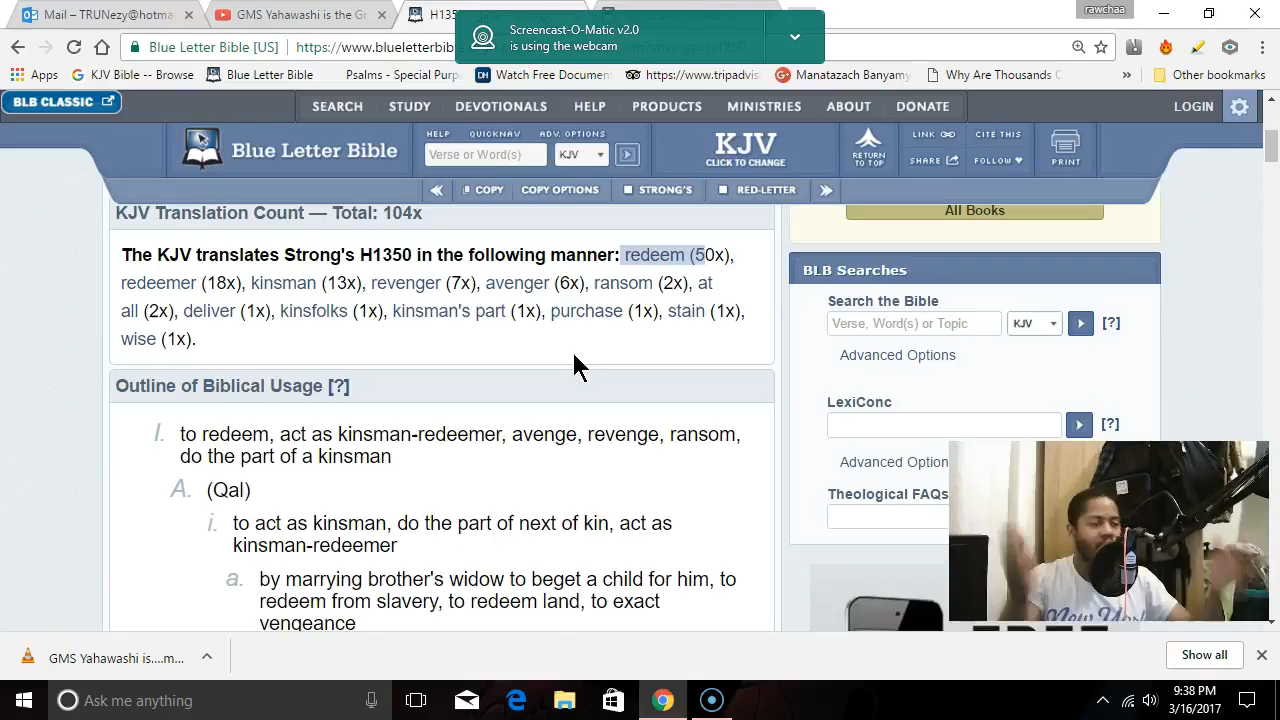 rawchaa
Mail – TRUNezy@hotma
GMS Yahawashi is the Gr
H1350
Screencast-O-Matic v2.0
is using the webcam
Blue Letter Bible [US]
https://www.blueletterbib
Apps
KJV Bible -- Browse
Blue Letter Bible
Psalms - Special Purp
Watch Free Documen
https://www.tripadvis
Manatazach Banyamy
Why Are Thousands
»
Other bookmarks
BLB CLASSIC
SEARCH
STUDY
DEVOTIONALS
HELP
PRODUCTS
MINISTRIES
ABOUT
DONATE
LOGIN
Blue Letter Bible
HELP
QUICKNAV
ADV. OPTIONS
Verse or Word(s)
KJV
KJV
CLICK TO CHANGE
RETURN
TO TOP
LINK
CITE THIS
SHARE
FOLLOW
PRINT
COPY
COPY OPTIONS
STRONG'S
RED-LETTER
KJV Translation Count — Total: 104x
The KJV translates Strong's H1350 in the following manner: redeem (50x),
redeemer (18x), kinsman (13x), revenger (7x), avenger (6x), ransom (2x), at
all (2x), deliver (1x), kinsfolks (1x), kinsman's part (1x), purchase (1x), stain (1x),
wise (1x).
Outline of Biblical Usage [?]
I. to redeem, act as kinsman-redeemer, avenge, revenge, ransom,
do the part of a kinsman
A. (Qal)
i. to act as kinsman, do the part of next of kin, act as
kinsman-redeemer
a. by marrying brother's widow to beget a child for him, to
redeem from slavery, to redeem land, to exact
vengeance
All Books
BLB Searches
Search the Bible
Verse, Word(s) or Topic
KJV
[?]
Advanced Options
LexiConc
[?]
Advanced Option
Theological FAQs
New York
GMS Yahawashi is....m...
Show all
Ask me anything
9:38 PM
3/16/2017